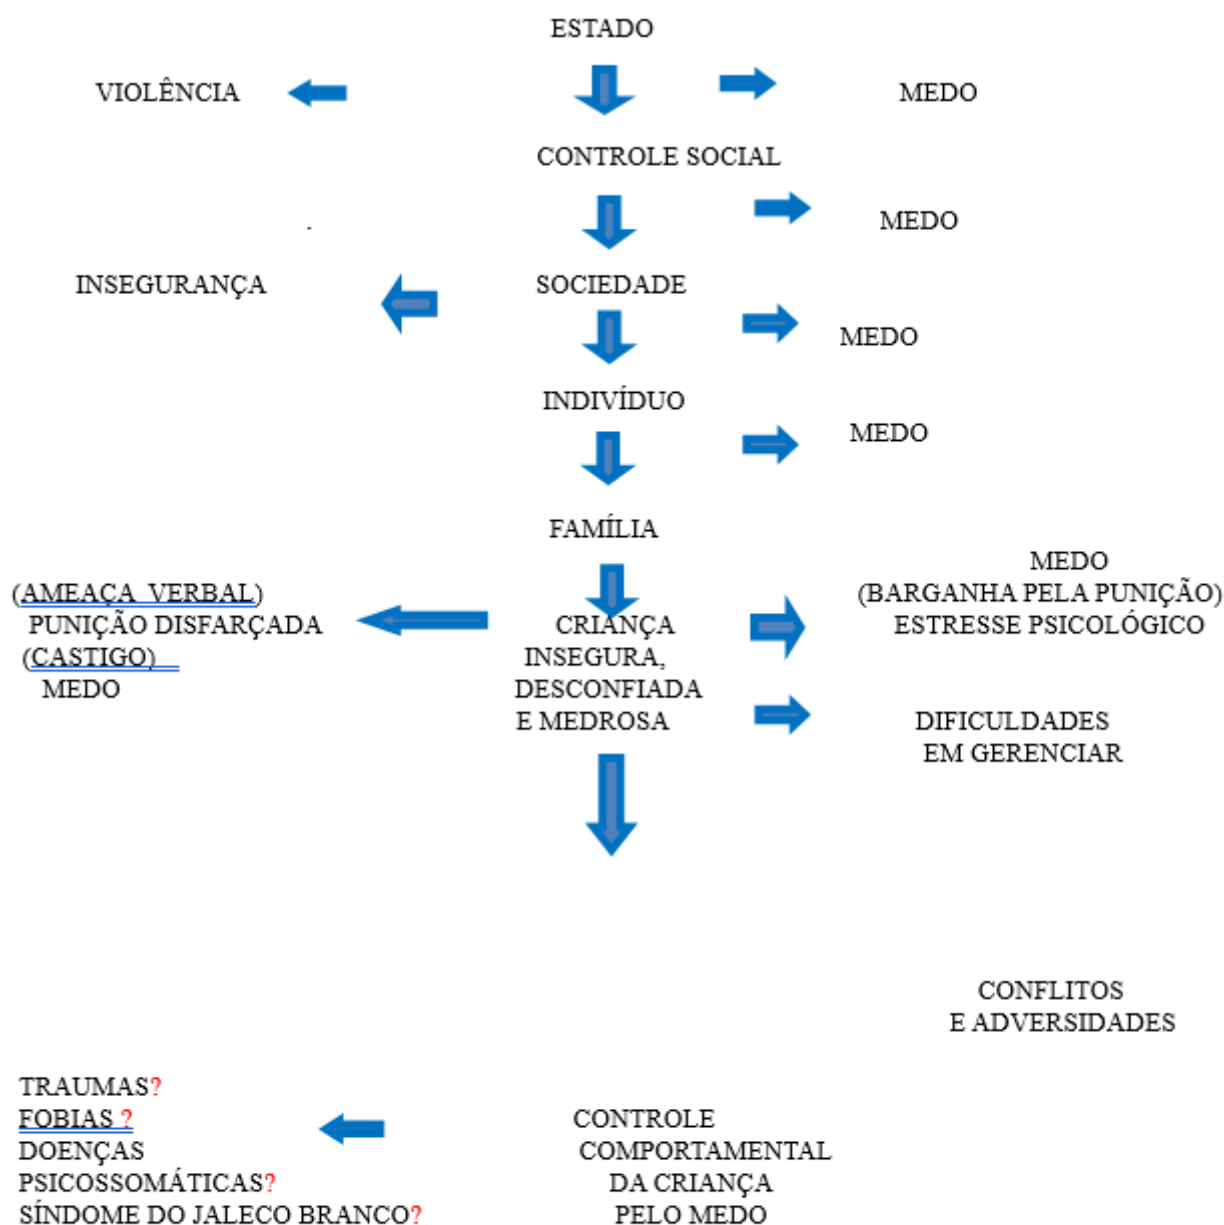 ESTADO
VIOLÊNCIA
MEDO
CONTROLE SOCIAL
.
MEDO
INSEGURANÇA
SOCIEDADE
MEDO
INDIVÍDUO
MEDO
FAMÍLIA
(AMEAÇA VERBAL)
PUNIÇÃO DISFARÇADA
(CASTIGO)
MEDO
CRIANÇA
INSEGURA,
DESCONFIADA
E MEDROSA
MEDO
(BARGANHA PELA PUNIÇÃO)
ESTRESSE PSICOLÓGICO
DIFICULDADES
EM GERENCIAR
CONFLITOS
E ADVERSIDADES
TRAUMAS?
FOBIAS ?
DOENÇAS
PSICOSSOMÁTICAS?
SÍNDOME DO JALECO BRANCO?
CONTROLE
COMPORTAMENTAL
DA CRIANÇA
PELO MEDO